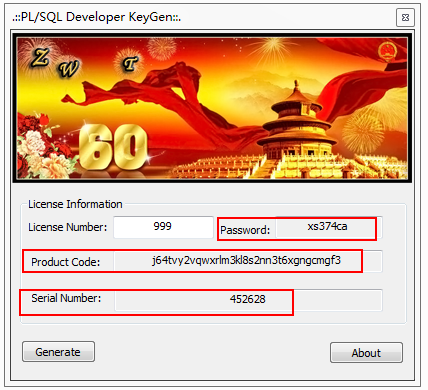 .::PL/SQL Developer KeyGen::.
Z W T
60
License Information
License Number: 999 Password: xs374ca
Product Code: j64tvy2vqwxrlm3kl8s2nn3t6xgngcmgf3
Serial Number: 452628
Generate About